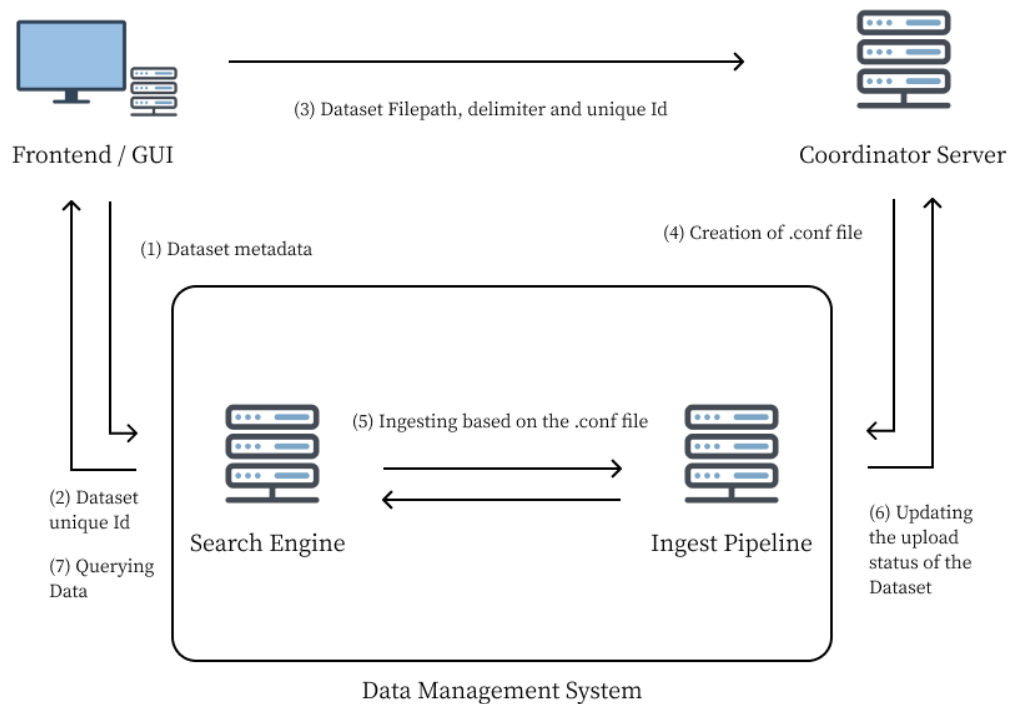 (3) Dataset Filepath, delimiter and unique Id
Frontend / GUI
Coordinator Server
(1) Dataset metadata
(4) Creation of .conf file
(5) Ingesting based on the .conf file
(2) Dataset
unique Id
(7) Querying
Data
Search Engine
Ingest Pipeline
(6) Updating
the upload
status of the
Dataset
Data Management System